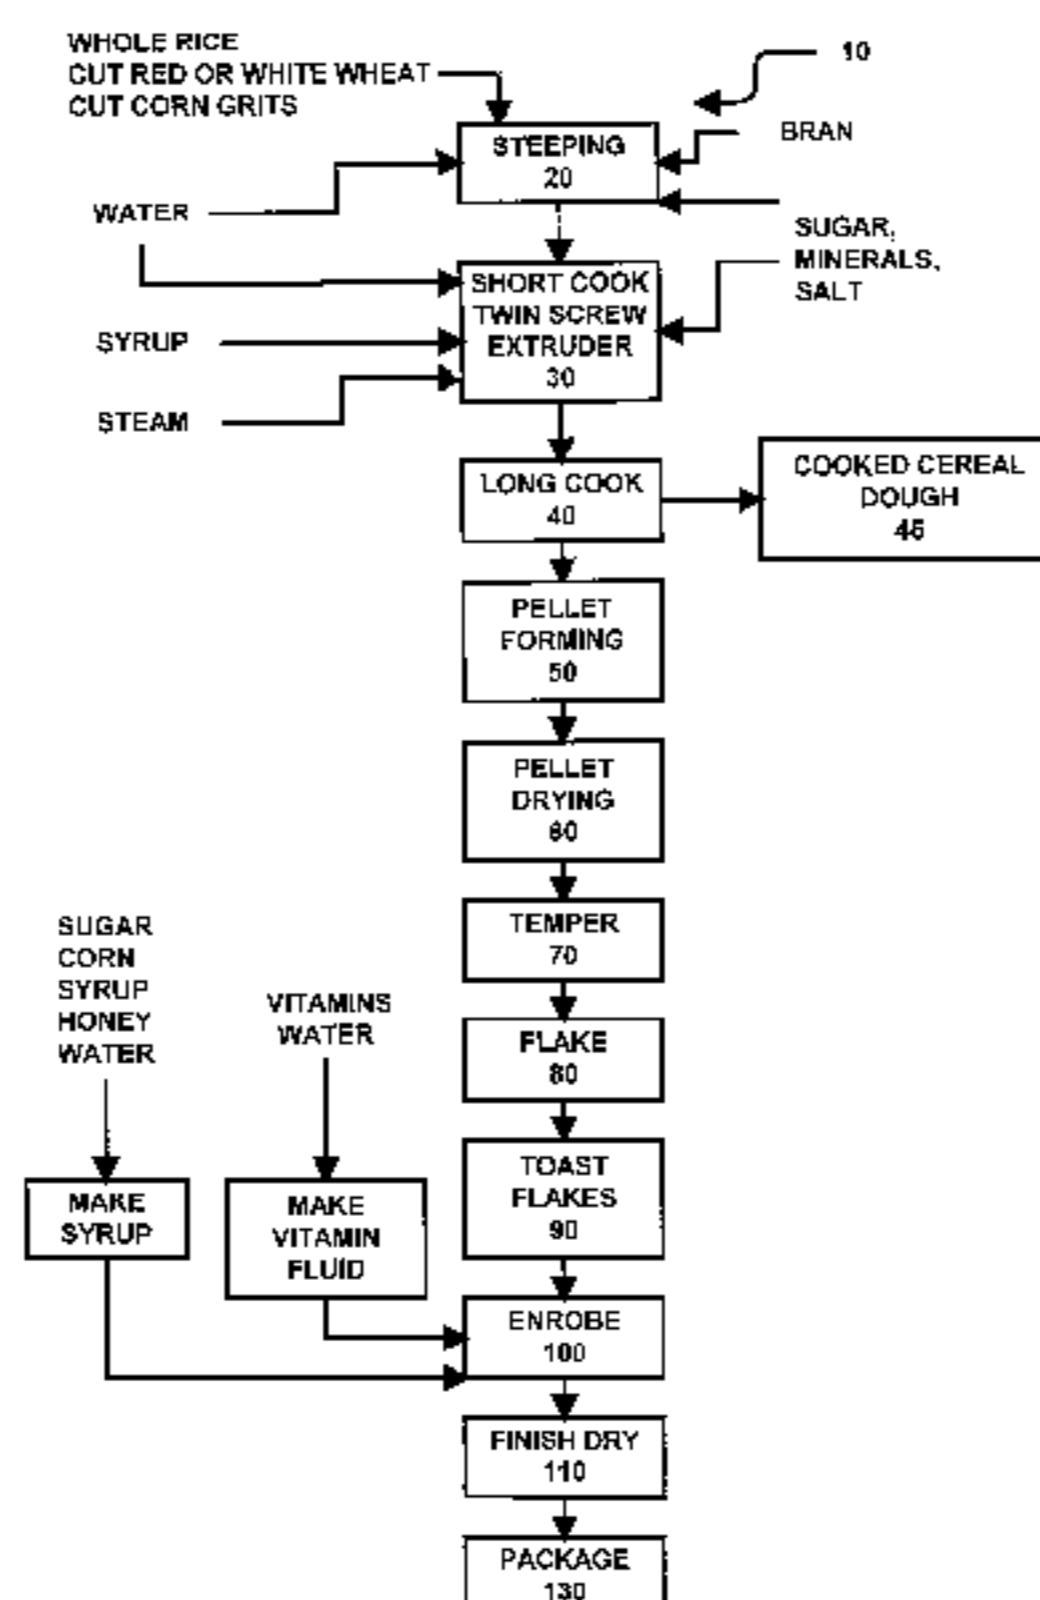 WHOLE RICE
CUT RED OR WHITE WHEAT
CUT CORN GRITS
10
BRAN
STEEPING
20
WATER
SUGAR,
MINERALS,
SALT
SHORT COOK
TWIN SCREW
EXTRUDER
30
SYRUP
STEAM
LONG COOK
40
COOKED CEREAL
DOUGH
45
PELLET
FORMING
50
PELLET
DRYING
60
TEMPER
70
SUGAR
CORN
SYRUP
HONEY
WATER
VITAMINS
WATER
FLAKE
80
TOAST
FLAKES
90
MAKE
SYRUP
MAKE
VITAMIN
FLUID
ENROBE
100
FINISH DRY
110
PACKAGE
130